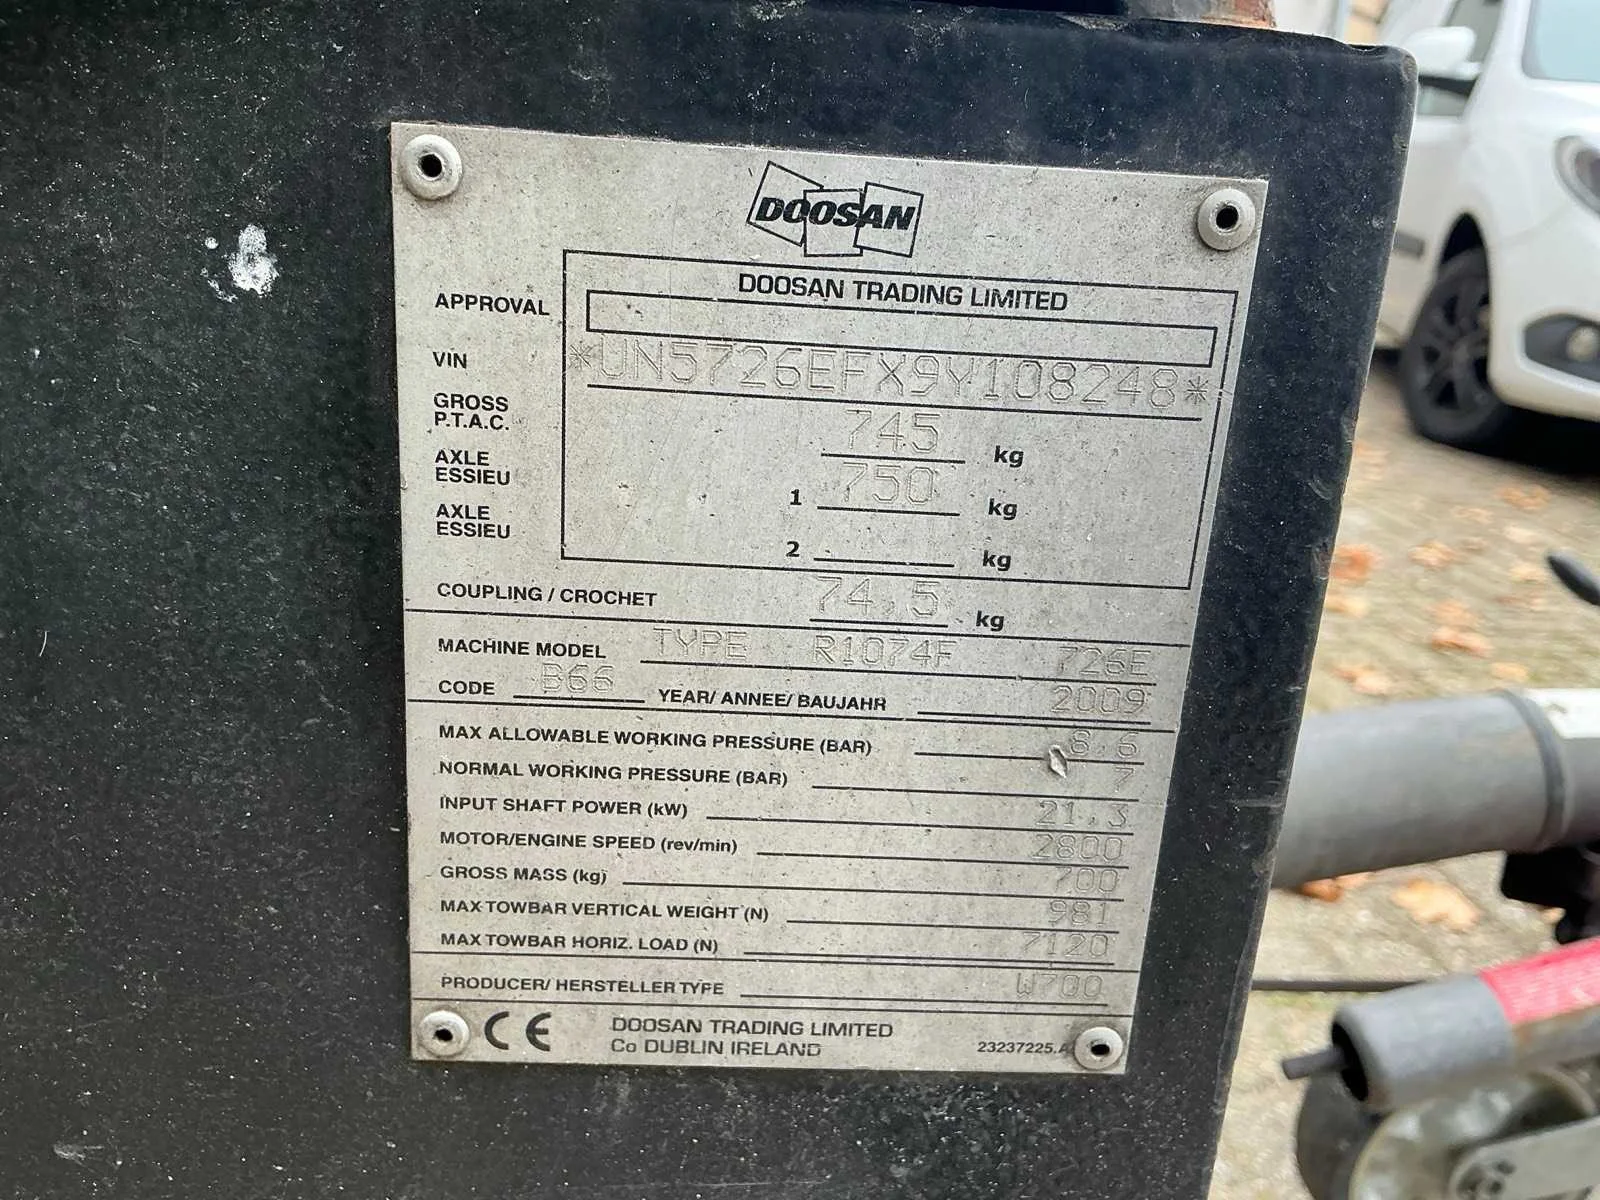 DOOSAN
DOOSAN TRADING LIMITED
APPROVAL
VIN *UN5726EFX9Y108248*
GROSS
P.T.A.C. 745 kg
AXLE
ESSIEU 1 750 kg
AXLE
ESSIEU 2 kg
COUPLING / CROCHET 74,5 kg
MACHINE MODEL TYPE R1074F 726E
CODE B66 YEAR/ ANNEE/ BAUJAHR 2009
MAX ALLOWABLE WORKING PRESSURE (BAR) 8,6
NORMAL WORKING PRESSURE (BAR) 7
INPUT SHAFT POWER (kW) 21,3
MOTOR/ENGINE SPEED (rev/min) 2800
GROSS MASS (kg) 700
MAX TOWBAR VERTICAL WEIGHT (N) 981
MAX TOWBAR HORIZ. LOAD (N) 7120
PRODUCER/ HERSTELLER TYPE W700
CE DOOSAN TRADING LIMITED
Co DUBLIN IRELAND 23237225.A